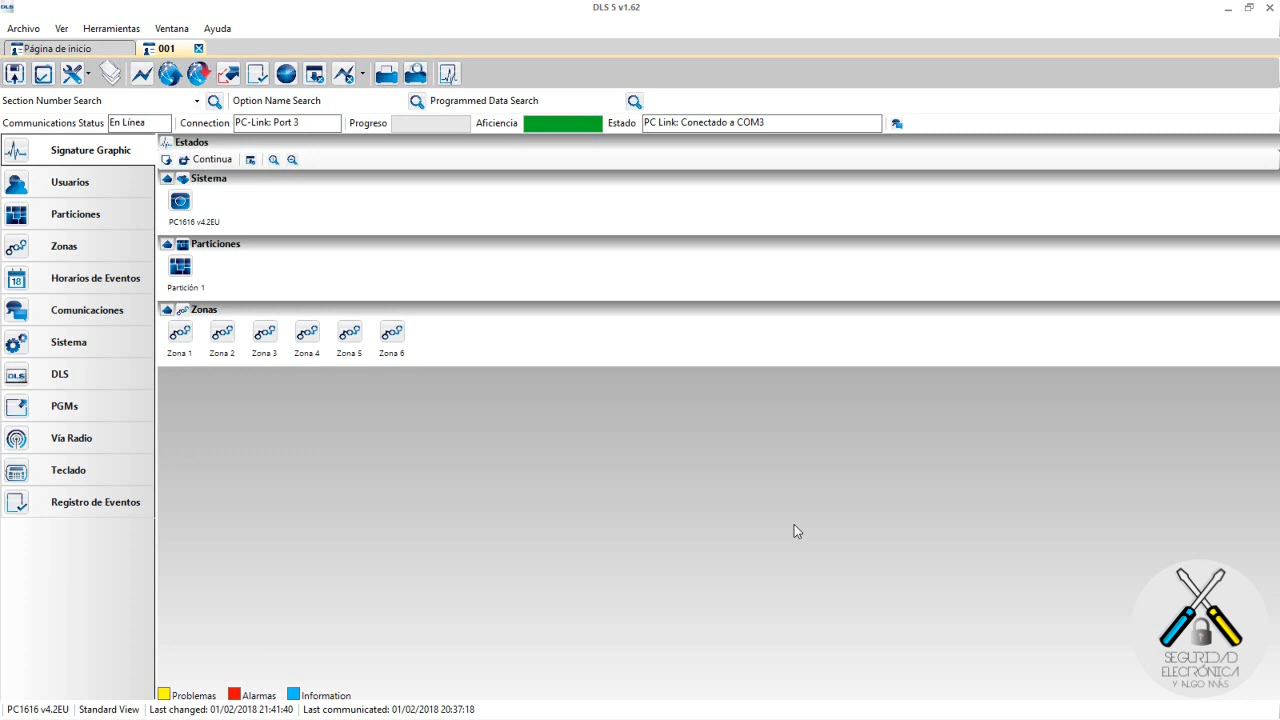 DLS
DLS 5 v1.62
Archivo Ver Herramientas Ventana Ayuda
Página de inicio 001
Section Number Search Option Name Search Programmed Data Search
Communications Status En Línea Connection PC-Link: Port 3 Progreso Aficiencia Estado PC Link: Conectado a COM3
Signature Graphic
Usuarios
Particiones
Zonas
18 Horarios de Eventos
Comunicaciones
Sistema
DLS DLS
PGMs
Vía Radio
Teclado
Registro de Eventos
Estados
Continua
Sistema
PC1616 v4.2EU
Particiones
Partición 1
Zonas
Zona 1 Zona 2 Zona 3 Zona 4 Zona 5 Zona 6
SEGURIDAD
ELECTRÓNICA
Y ALGO MÁS
Problemas Alarmas Information
PC1616 v4.2EU Standard View Last changed: 01/02/2018 21:41:40 Last communicated: 01/02/2018 20:37:18